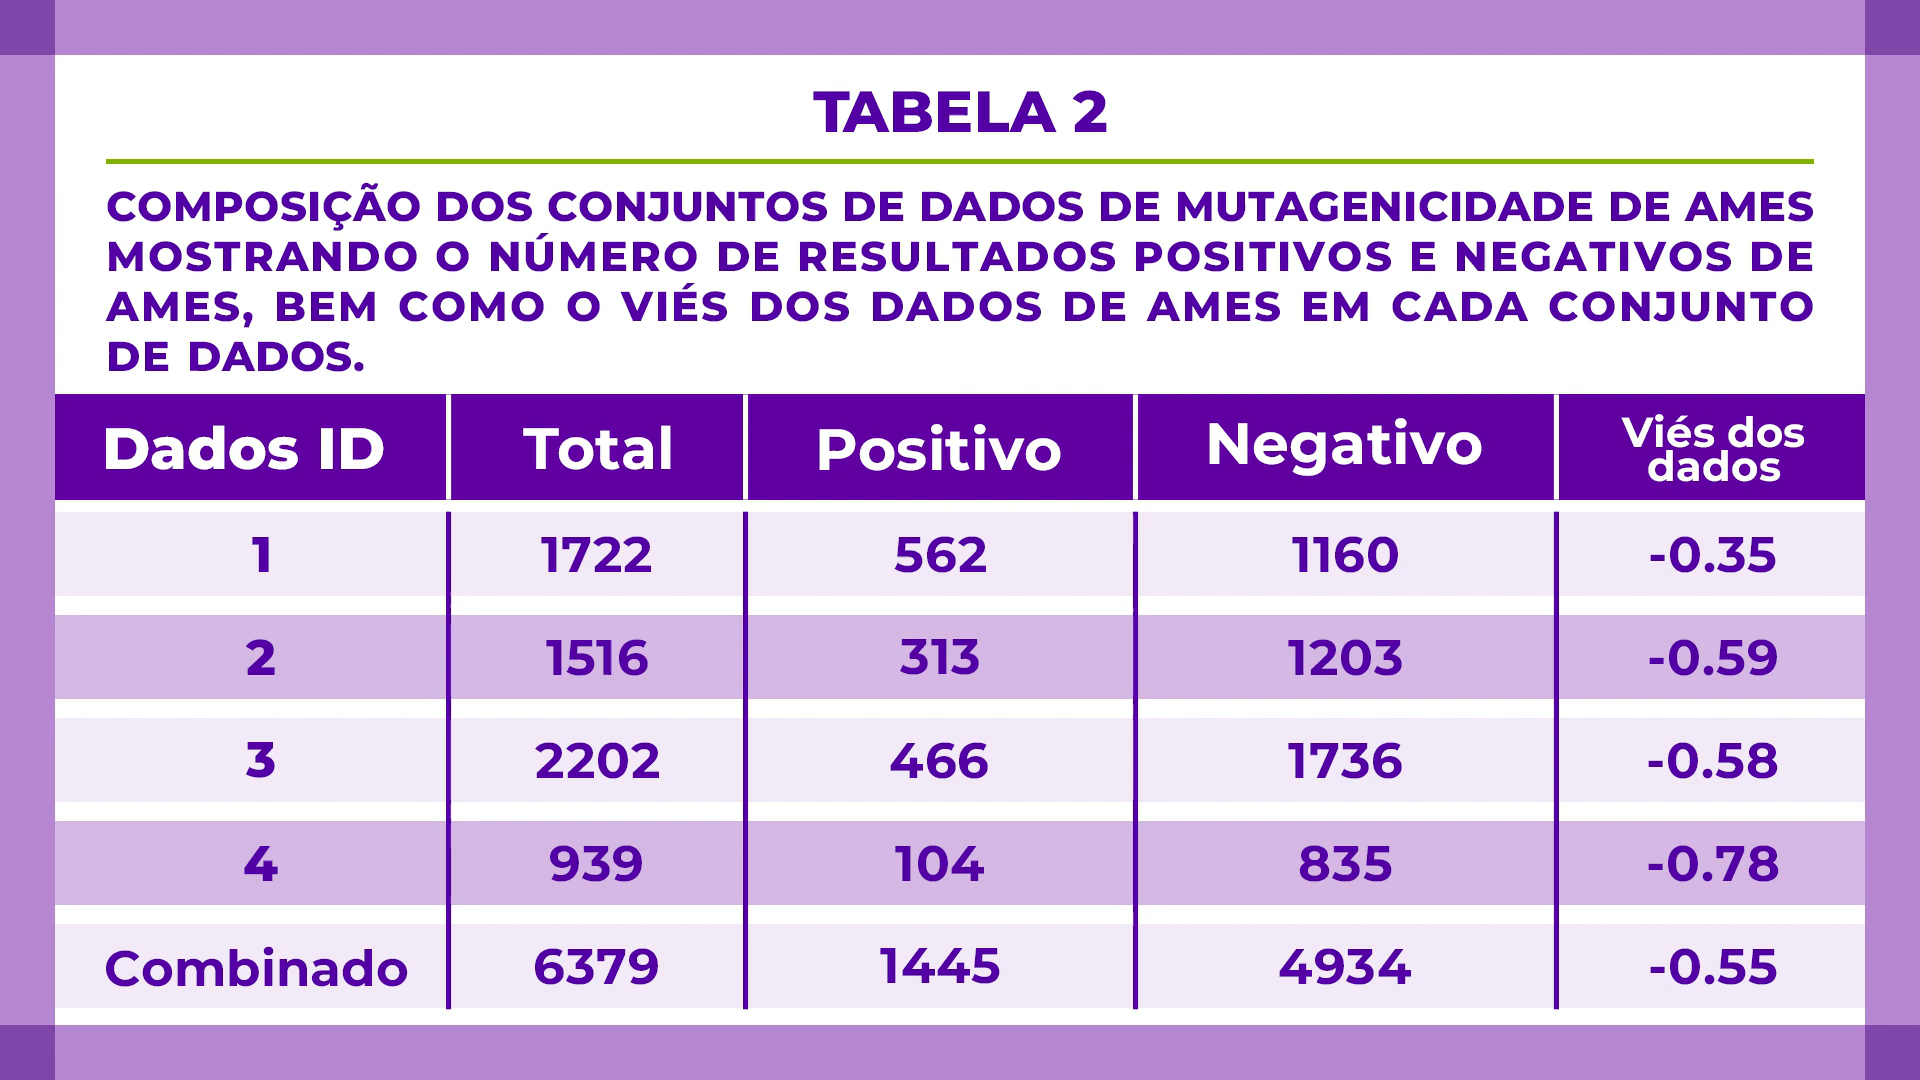 TABELA 2
COMPOSIÇÃO DOS CONJUNTOS DE DADOS DE MUTAGENICIDADE DE AMES
MOSTRANDO O NÚMERO DE RESULTADOS POSITIVOS E NEGATIVOS DE
AMES, BEM COMO O VIÉS DOS DADOS DE AMES EM CADA CONJUNTO
DE DADOS.
Dados ID Total Positivo Negativo Viés dos dados
1 1722 562 1160 -0.35
2 1516 313 1203 -0.59
3 2202 466 1736 -0.58
4 939 104 835 -0.78
Combinado 6379 1445 4934 -0.55